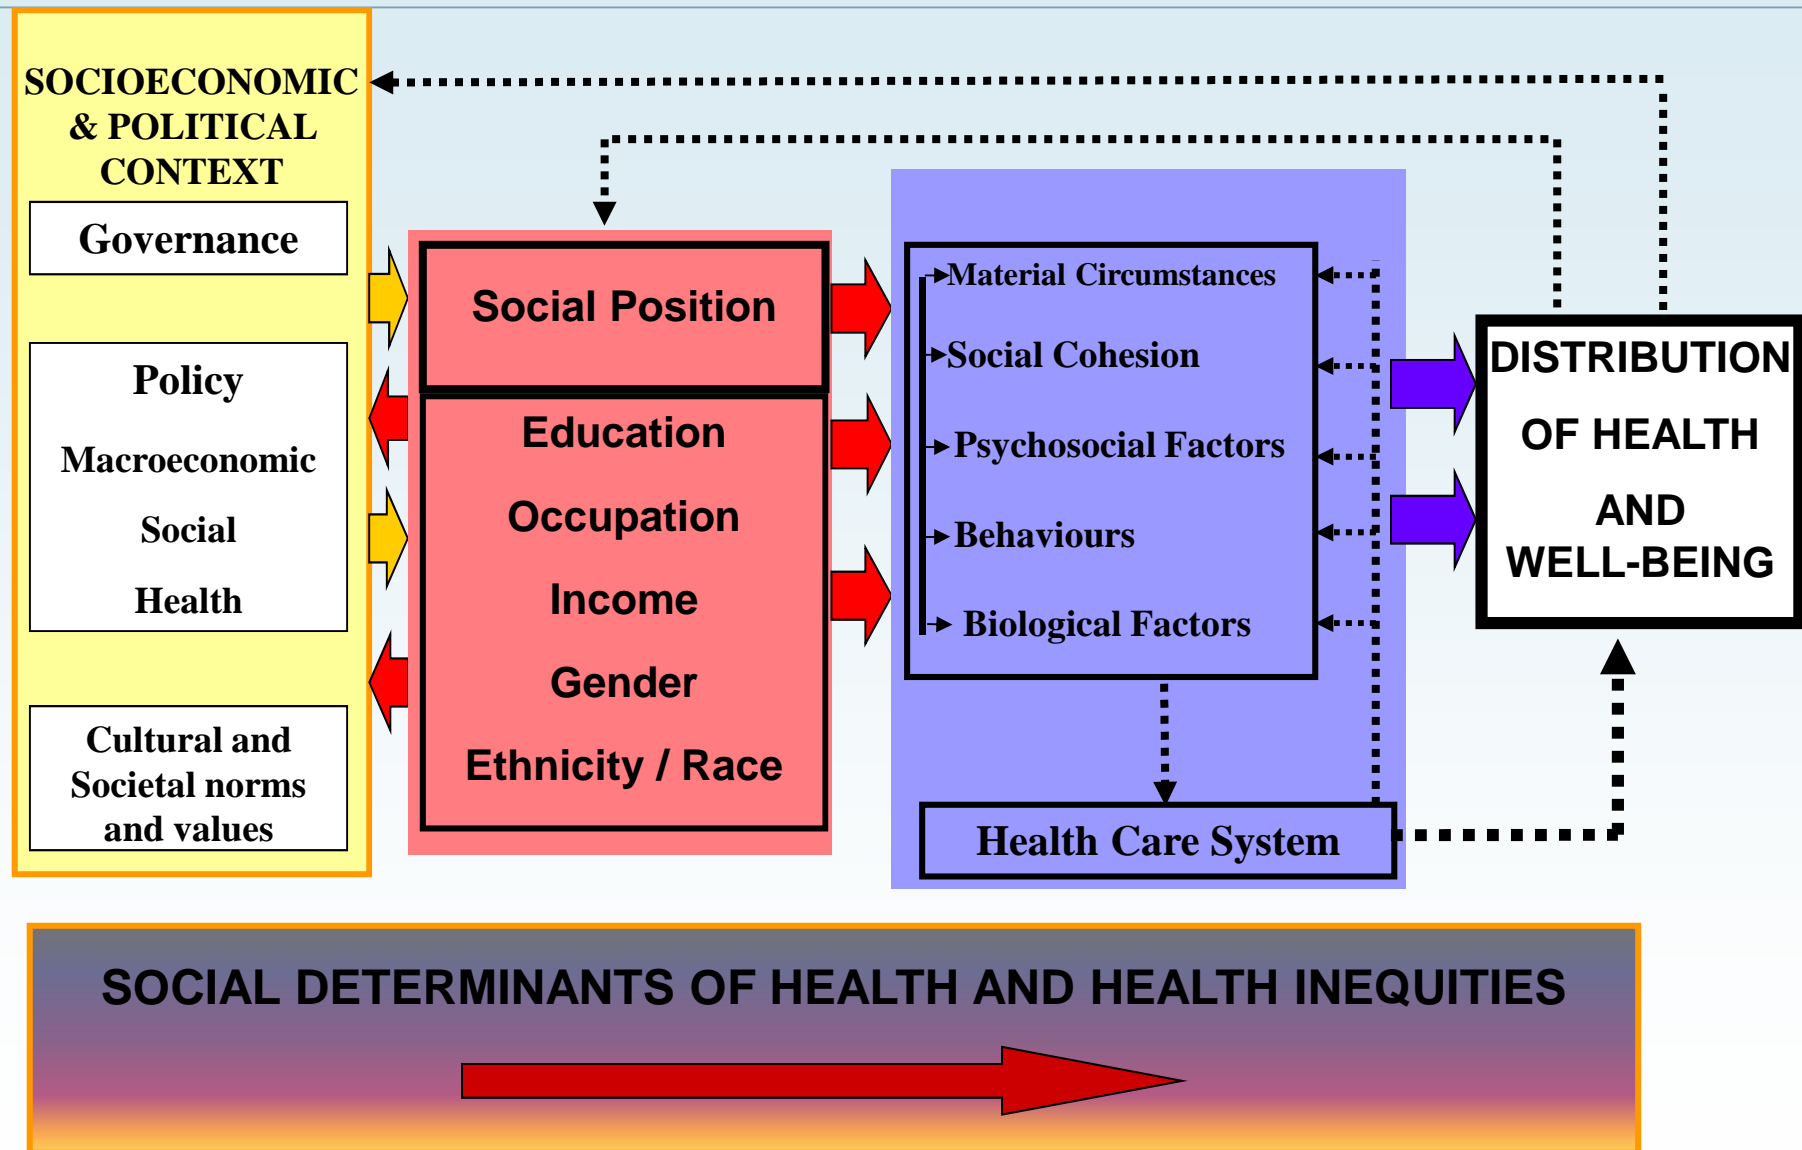 SOCIOECONOMIC
& POLITICAL
CONTEXT
Governance
Policy
Macroeconomic
Social
Health
Cultural and
Societal norms
and values
Social Position
Education
Occupation
Income
Gender
Ethnicity / Race
Material Circumstances
Social Cohesion
Psychosocial Factors
Behaviours
Biological Factors
Health Care System
DISTRIBUTION
OF HEALTH
AND
WELL-BEING
SOCIAL DETERMINANTS OF HEALTH AND HEALTH INEQUITIES